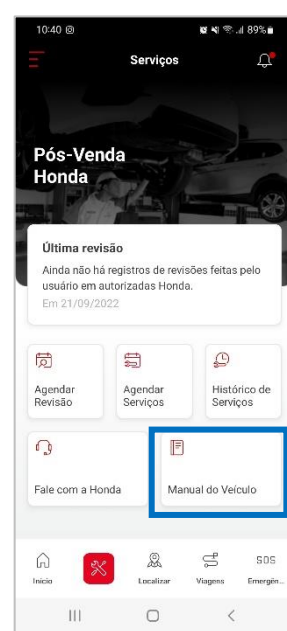 10:40
89%
Serviços
Pós-Venda
Honda
Última revisão
Ainda não há registros de revisões feitas pelo
usuário em autorizadas Honda.
Em 21/09/2022
Agendar
Revisão
Agendar
Serviços
Histórico de
Serviços
Fale com a Honda
Manual do Veículo
SOS
Início
Localizar
Viagens
Emergên...